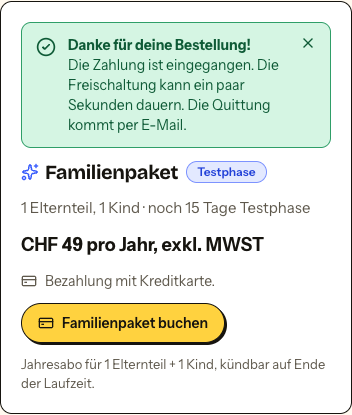 Danke für deine Bestellung!
Die Zahlung ist eingegangen. Die
Freischaltung kann ein paar
Sekunden dauern. Die Quittung
kommt per E-Mail.
Familienpaket Testphase
1 Elternteil, 1 Kind · noch 15 Tage Testphase
CHF 49 pro Jahr, exkl. MWST
Bezahlung mit Kreditkarte.
Familienpaket buchen
Jahresabo für 1 Elternteil + 1 Kind, kündbar auf Ende
der Laufzeit.